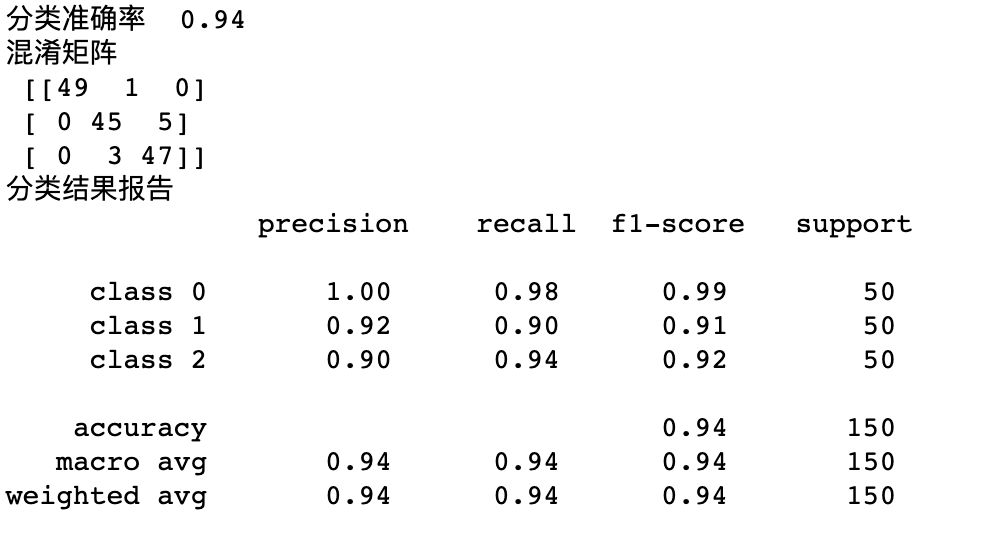 分类准确率  0.94
混淆矩阵
 [[49  1  0]
 [ 0 45  5]
 [ 0  3 47]]
分类结果报告
               precision    recall  f1-score   support

     class 0       1.00      0.98      0.99        50
     class 1       0.92      0.90      0.91        50
     class 2       0.90      0.94      0.92        50

    accuracy                           0.94       150
   macro avg       0.94      0.94      0.94       150
weighted avg       0.94      0.94      0.94       150